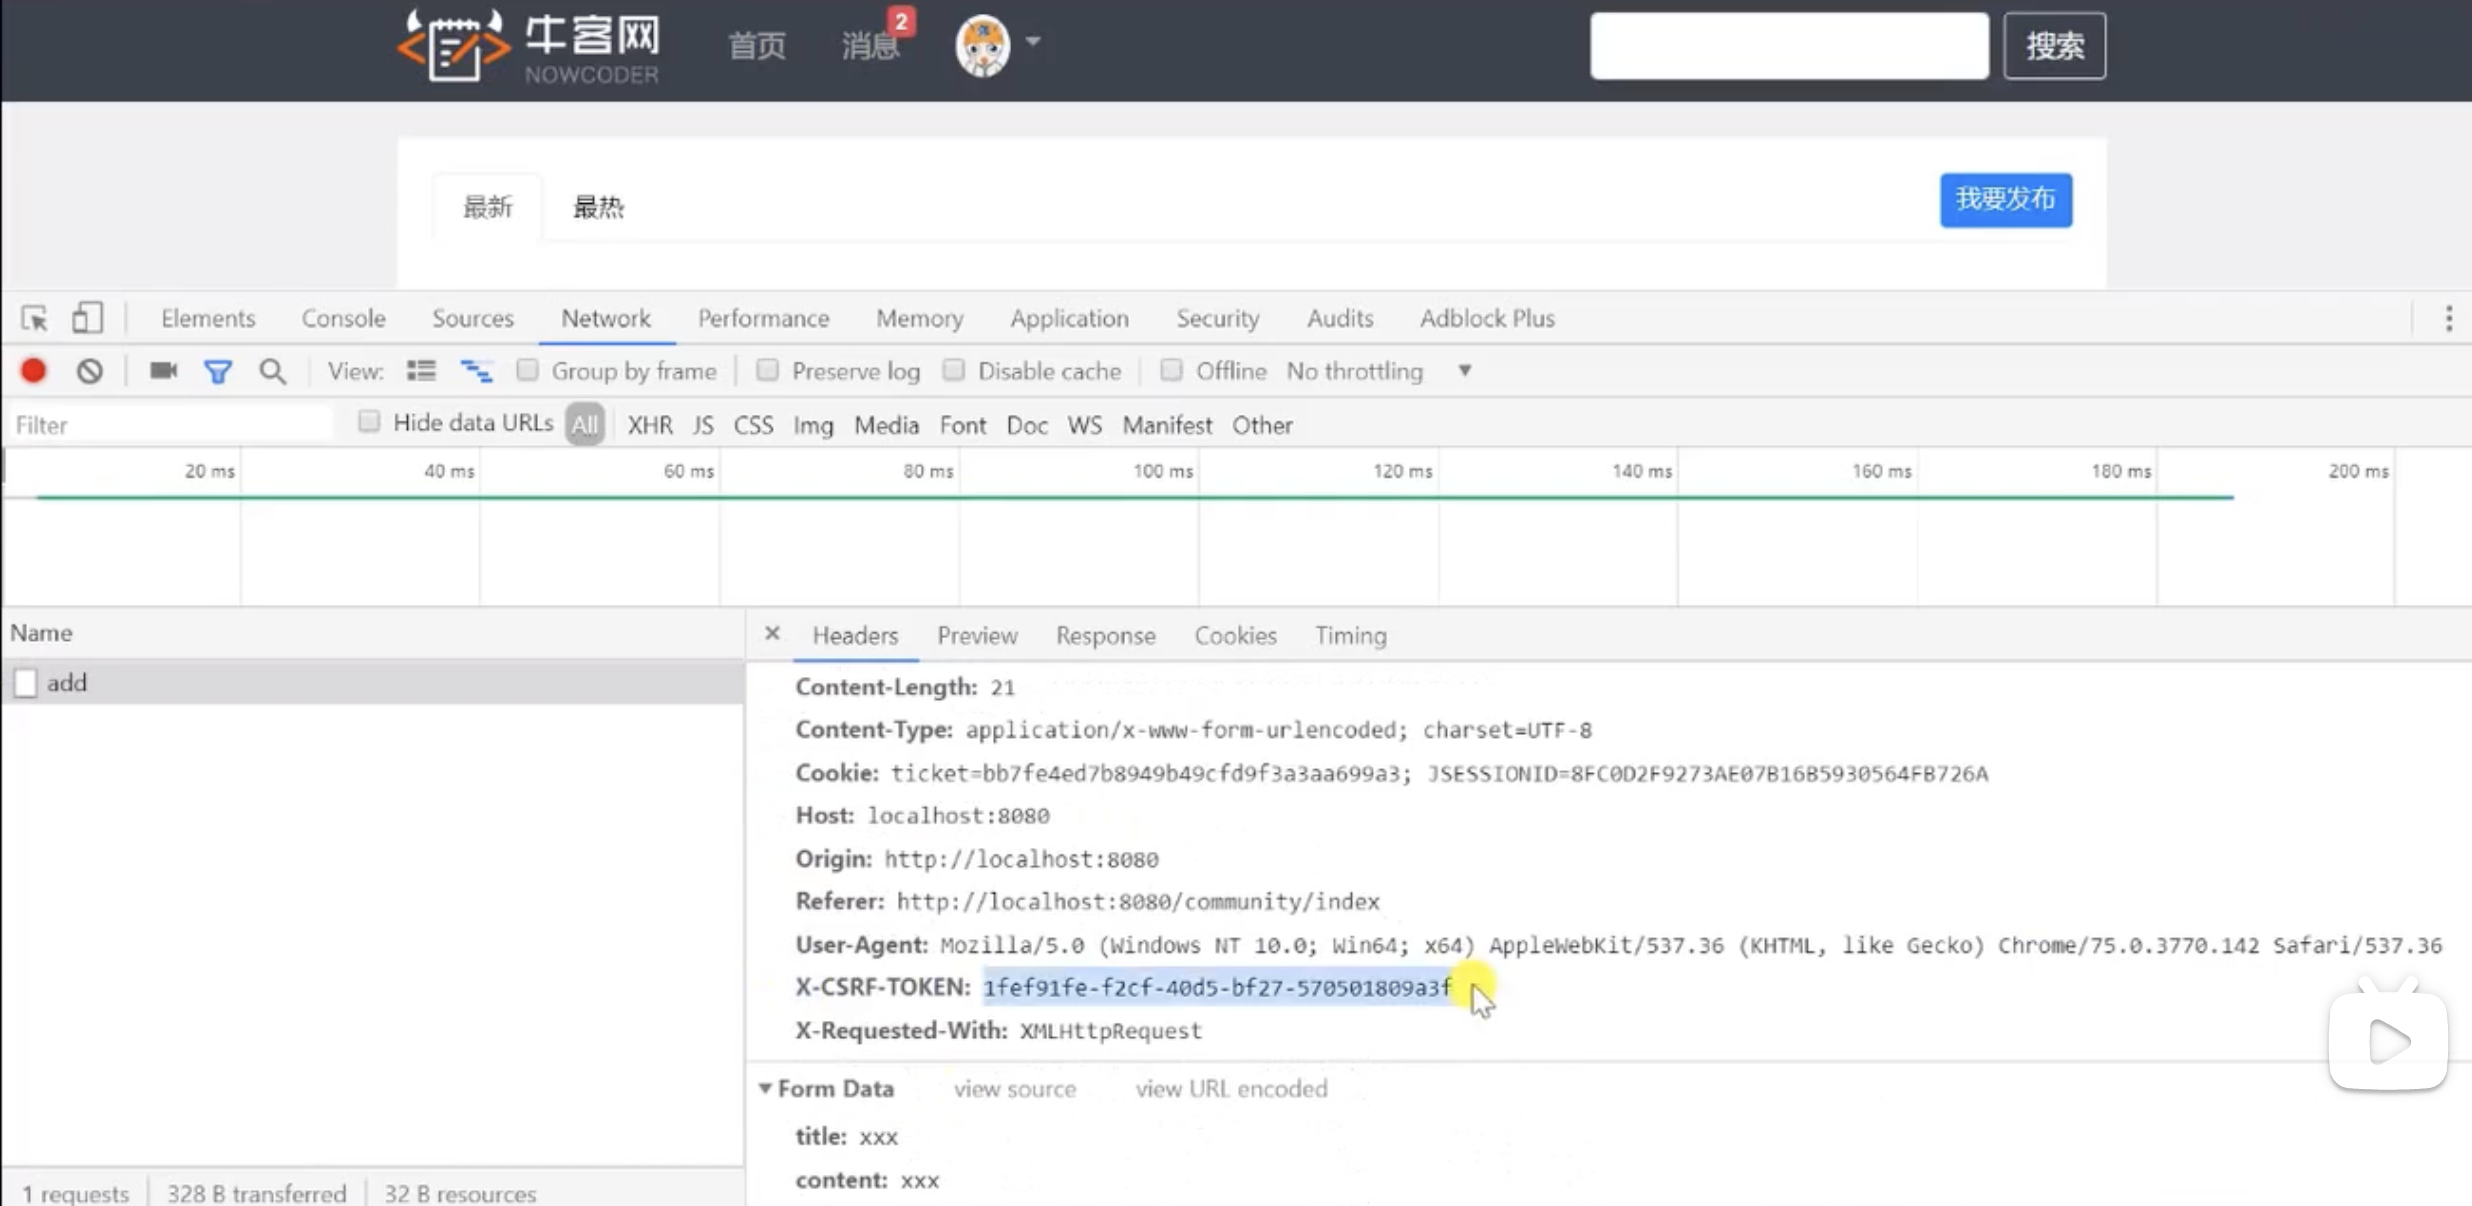 牛客网
NOWCODER
首页
消息
2
搜索
最新
最热
我要发布
Elements Console Sources Network Performance Memory Application Security Audits Adblock Plus
View: Group by frame Preserve log Disable cache Offline No throttling
Filter Hide data URLs All XHR JS CSS Img Media Font Doc WS Manifest Other
20 ms 40 ms 60 ms 80 ms 100 ms 120 ms 140 ms 160 ms 180 ms 200 ms
Name
add
× Headers Preview Response Cookies Timing
Content-Length: 21
Content-Type: application/x-www-form-urlencoded; charset=UTF-8
Cookie: ticket=bb7fe4ed7b8949b49cfd9f3a3aa699a3; JSESSIONID=8FC0D2F9273AE07B16B5930564FB726A
Host: localhost:8080
Origin: http://localhost:8080
Referer: http://localhost:8080/community/index
User-Agent: Mozilla/5.0 (Windows NT 10.0; Win64; x64) AppleWebKit/537.36 (KHTML, like Gecko) Chrome/75.0.3770.142 Safari/537.36
X-CSRF-TOKEN: 1fef91fe-f2cf-40d5-bf27-570501809a3f
X-Requested-With: XMLHttpRequest
Form Data view source view URL encoded
title: xxx
content: xxx
1 requests 328 B transferred 32 B resources